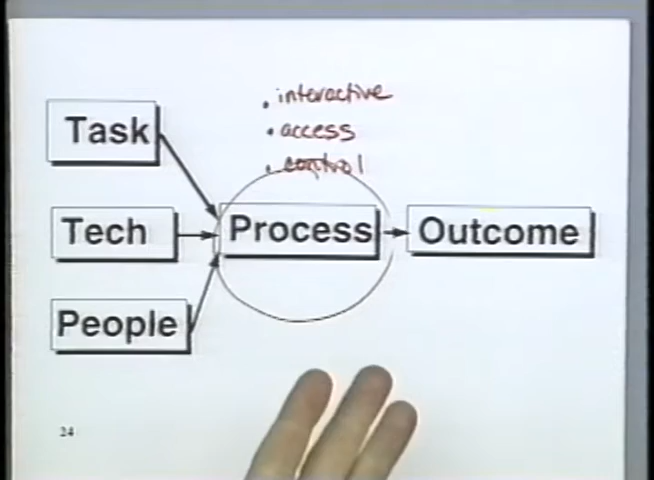 • interactive
• access
• control
Task
Tech
Process
Outcome
People
24